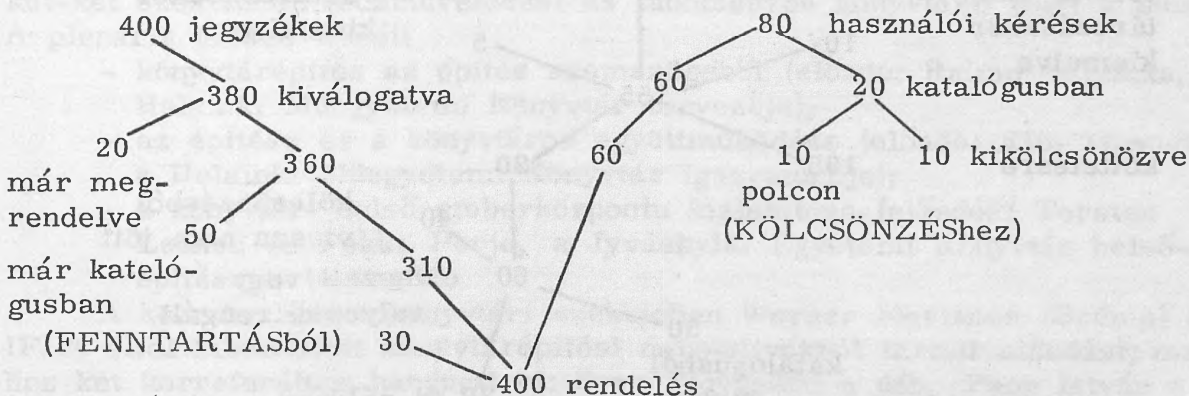 400 jegyzékek
80 használói kérések
380 kiválogatva
60
20 katalógusban
20
360
60
10
10 kikölcsönözve
már meg-
rendelve
polcon
(KÖLCSÖNZÉShez)
50
már kateló-
gusban
310
(FENNTARTÁSból)
30
400 rendelés